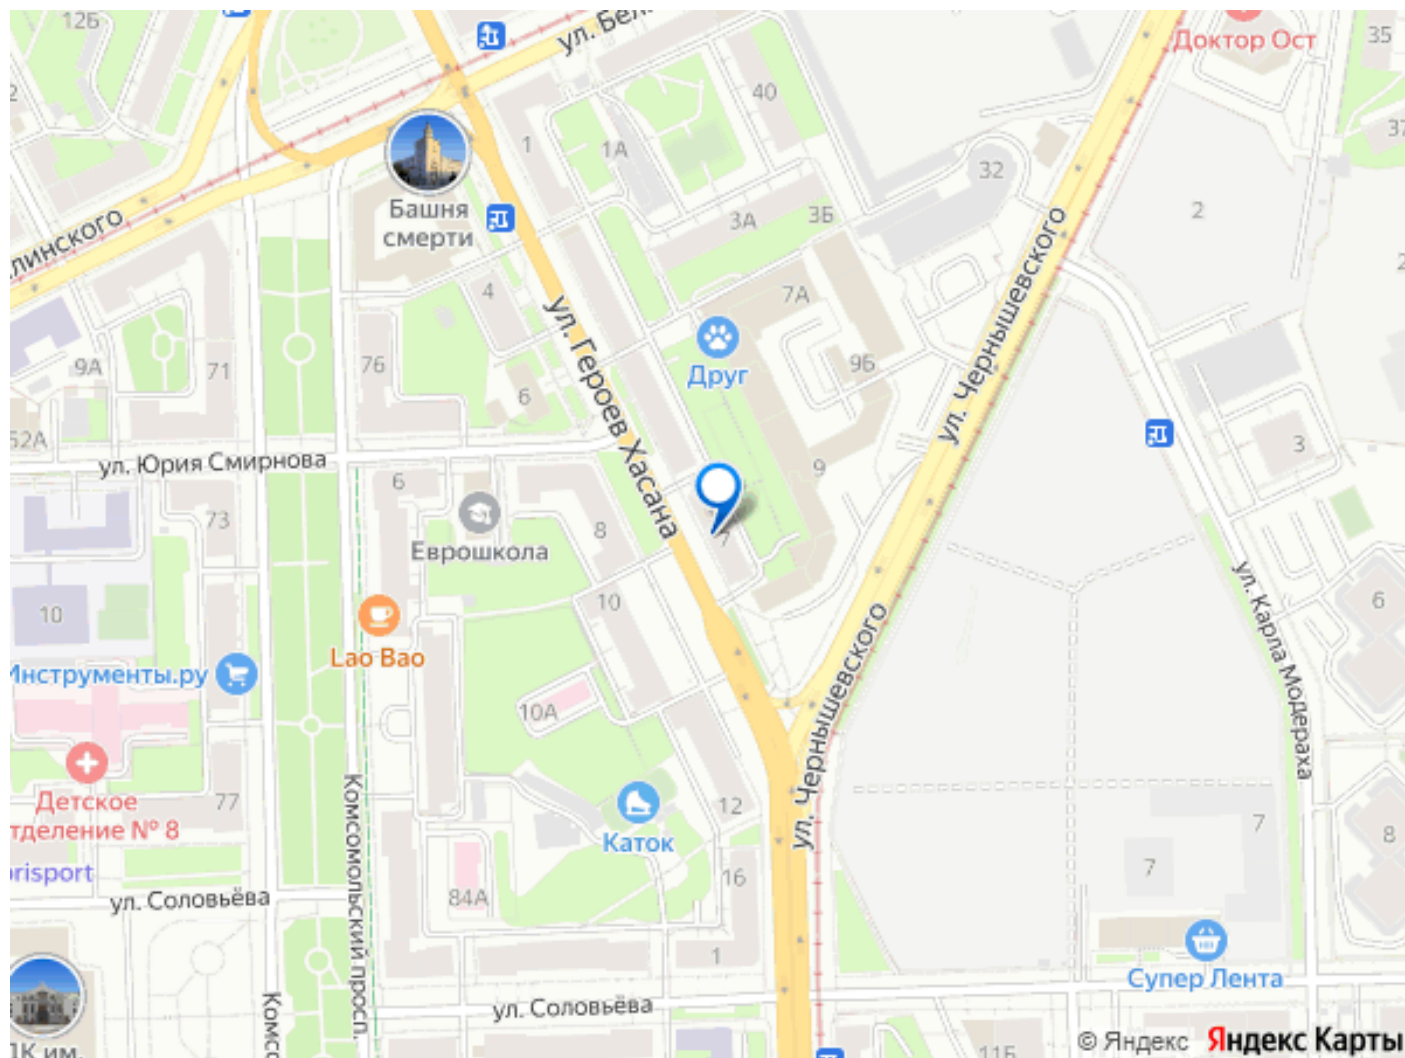 12Б
ул. Бел
Доктор Ост
35
40
1
1А
37
32
Башня
смерти
3А
3Б
2
линского
4
7А
ул. Чернышевского
9А
71
76
Друг
9Б
6
ул. Героев Хасана
52А
ул. Юрия Смирнова
3
6
9
73
Еврошкола
8
10
10
ул. Карла Модераха
6
Lao Bao
Инструменты.ру
ул. Чернышевского
10А
77
Детское
тделение № 8
12
Каток
7
8
7
risport
ул. Соловьёва
84А
16
Комсомольский просп.
1
Супер Лента
Комсо
ул. Соловьёва
ДК им.
11Б
© Яндекс Яндекс Карты